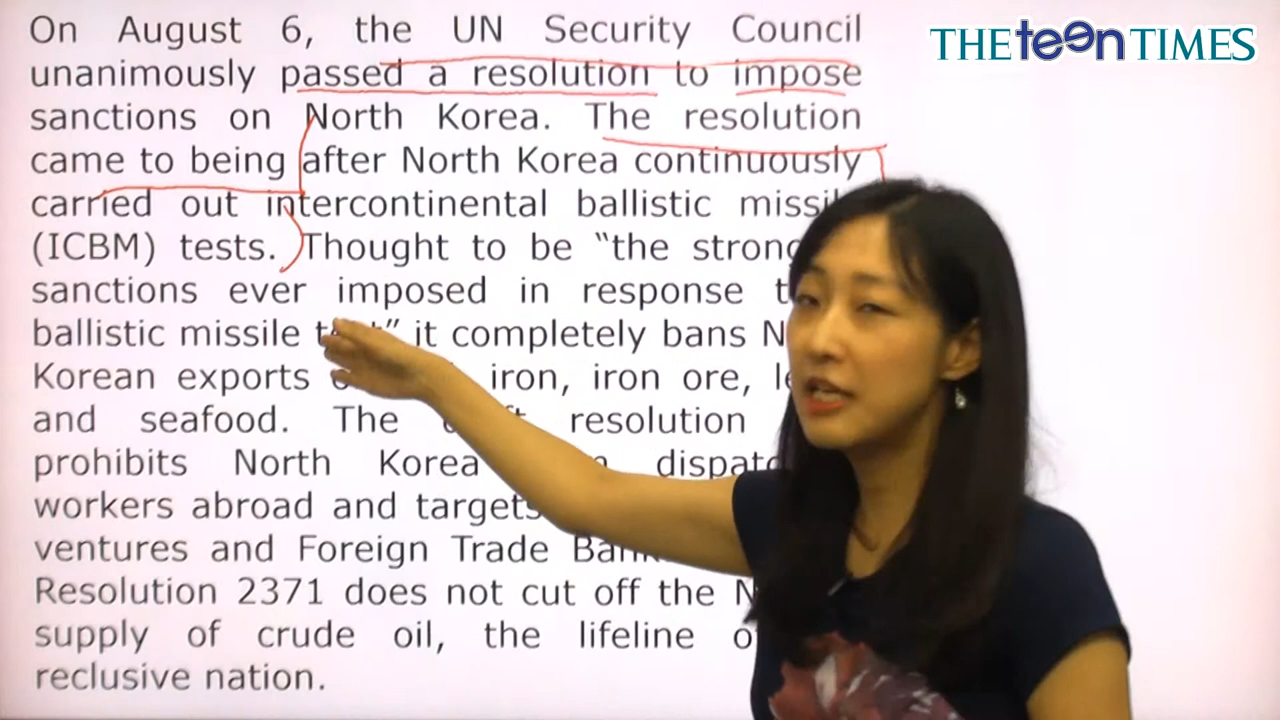 THE teen TIMES
On August 6, the UN Security Council
unanimously passed a resolution to impose
sanctions on North Korea. The resolution
came to being after North Korea continuously
carried out intercontinental ballistic
(ICBM) tests. Thought to be “the
sanctions ever imposed in response
ballistic missile it completely bans
Korean exports iron, iron ore,
and seafood. The resolution
prohibits North Korea
workers abroad and targets
ventures and Foreign Trade
Resolution 2371 does not cut off the
supply of crude oil, the lifeline
reclusive nation.